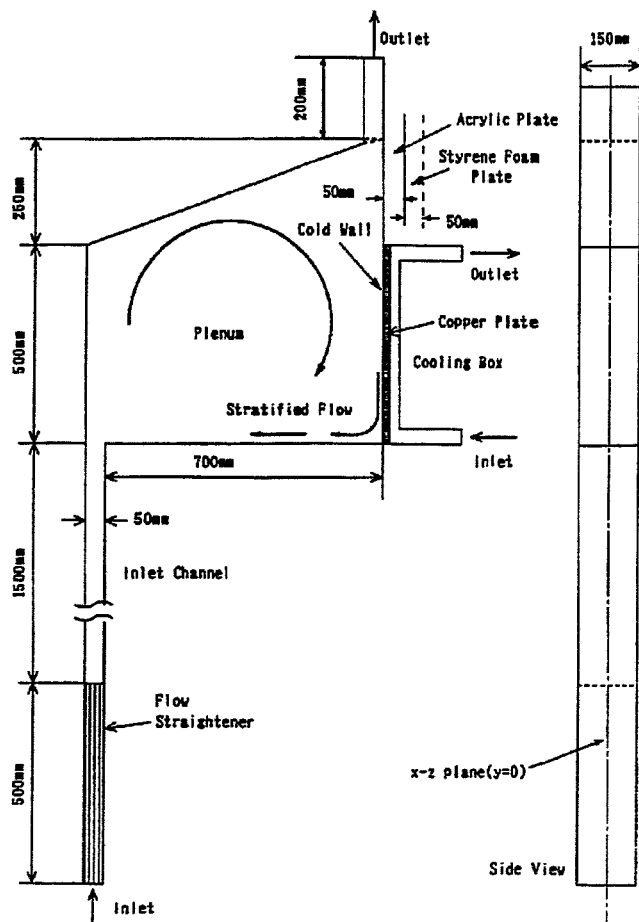 Outlet
150mm
200mm
Acrylic Plate
Styrene Foam
Plate
50mm
50mm
250mm
Cold Wall
Outlet
Plenum
Copper Plate
Cooling Box
500mm
Stratified Flow
Inlet
700mm
50mm
Inlet Channel
1500mm
Flow
Straightener
500mm
x-z plane(y=0)
Side View
Inlet